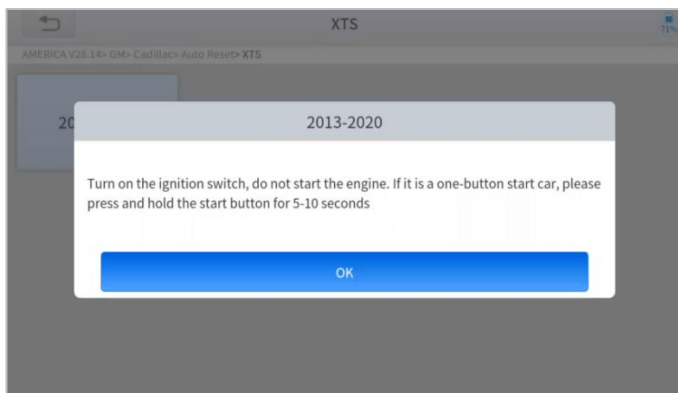 XTS
71%
AMERICA V28.14> GM> Cadillac> Auto Reset> XTS
20
2013-2020
Turn on the ignition switch, do not start the engine. If it is a one-button start car, please
press and hold the start button for 5-10 seconds
OK